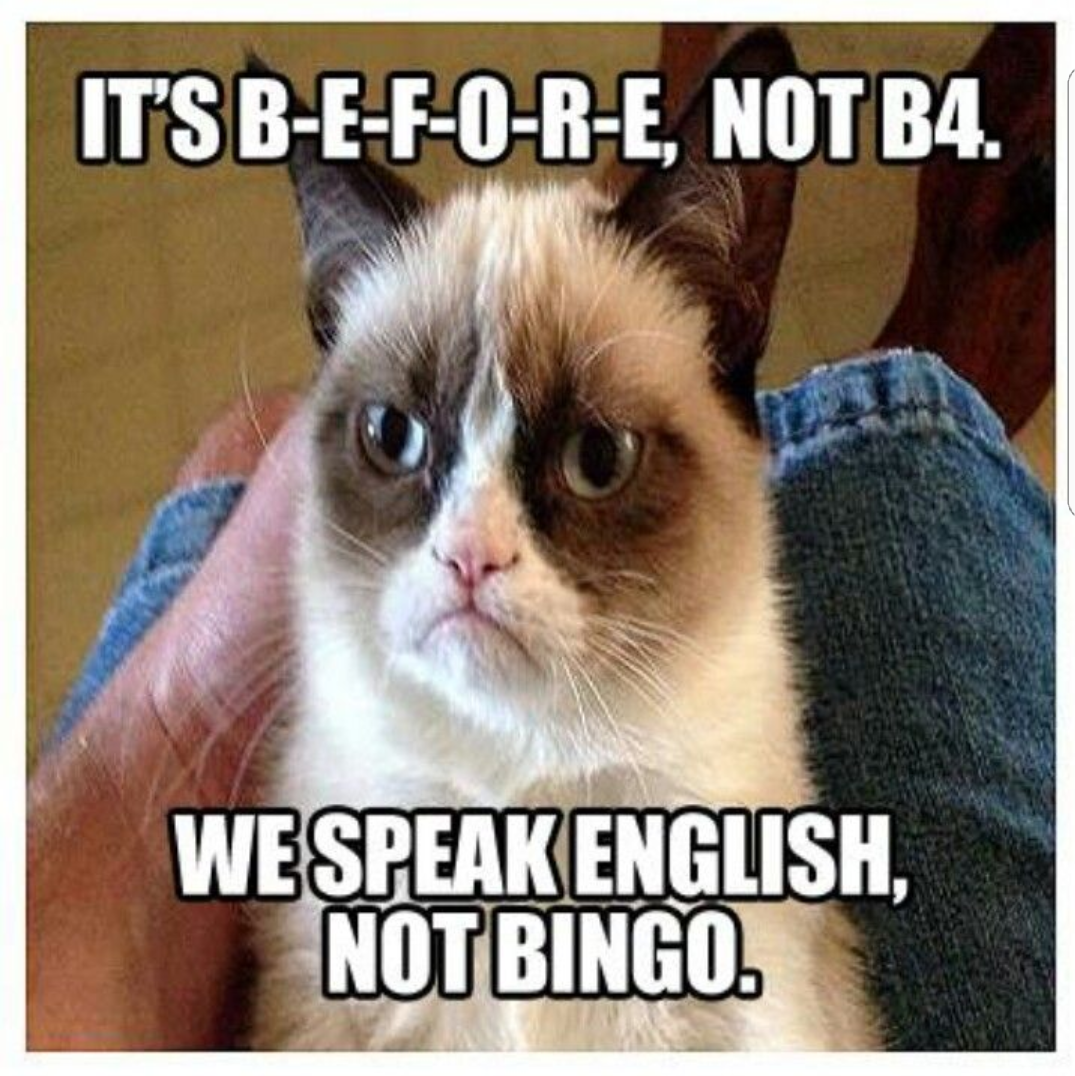 IT'S B-E-F-O-R-E, NOT B4.
WE SPEAK ENGLISH,
NOT BINGO.